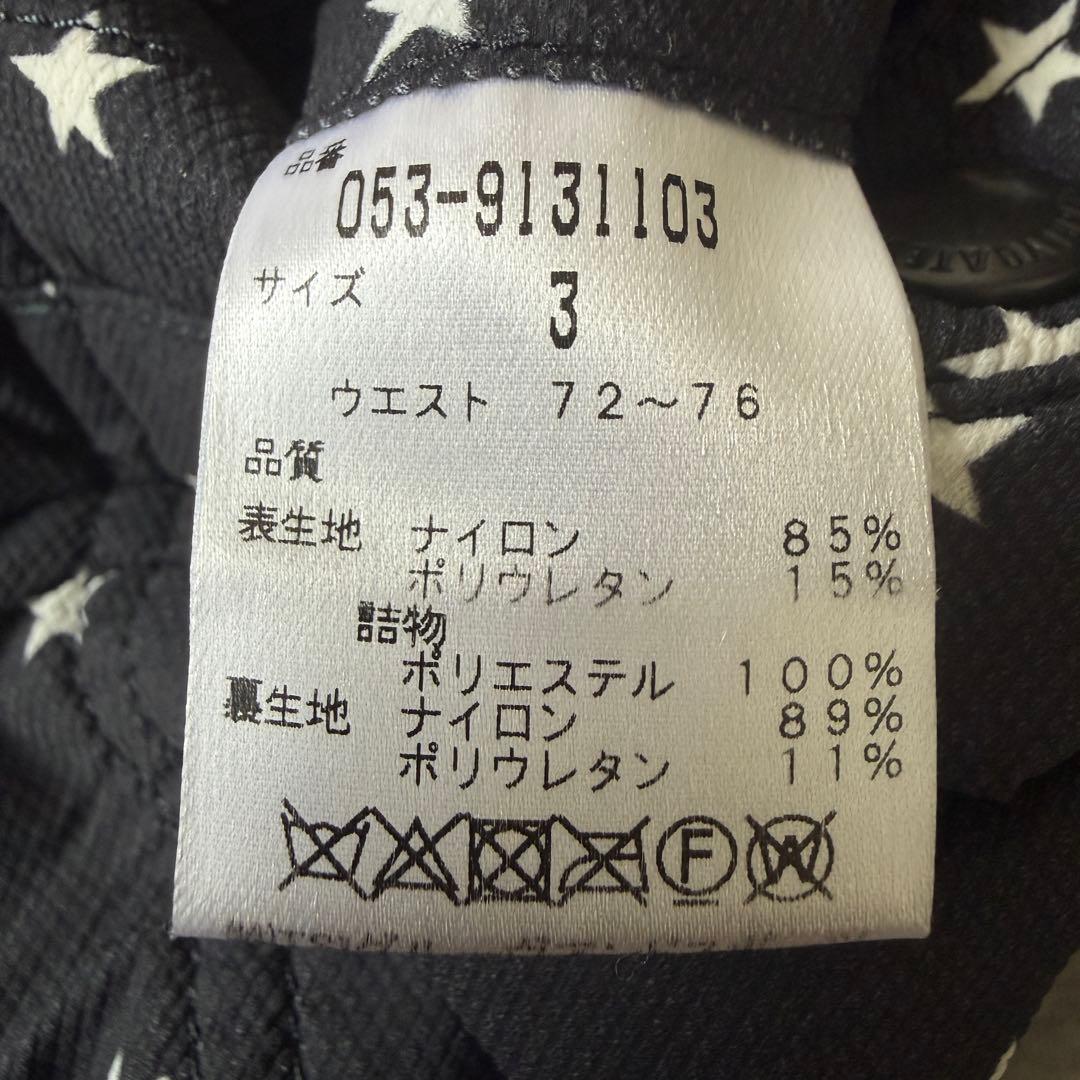 品番
053-9131103
サイズ 3
ウエスト 72～76
品質
表生地 ナイロン 85%
ポリウレタン 15%
詰物
ポリエステル 100%
裏生地 ナイロン 89%
ポリウレタン 11%
F W